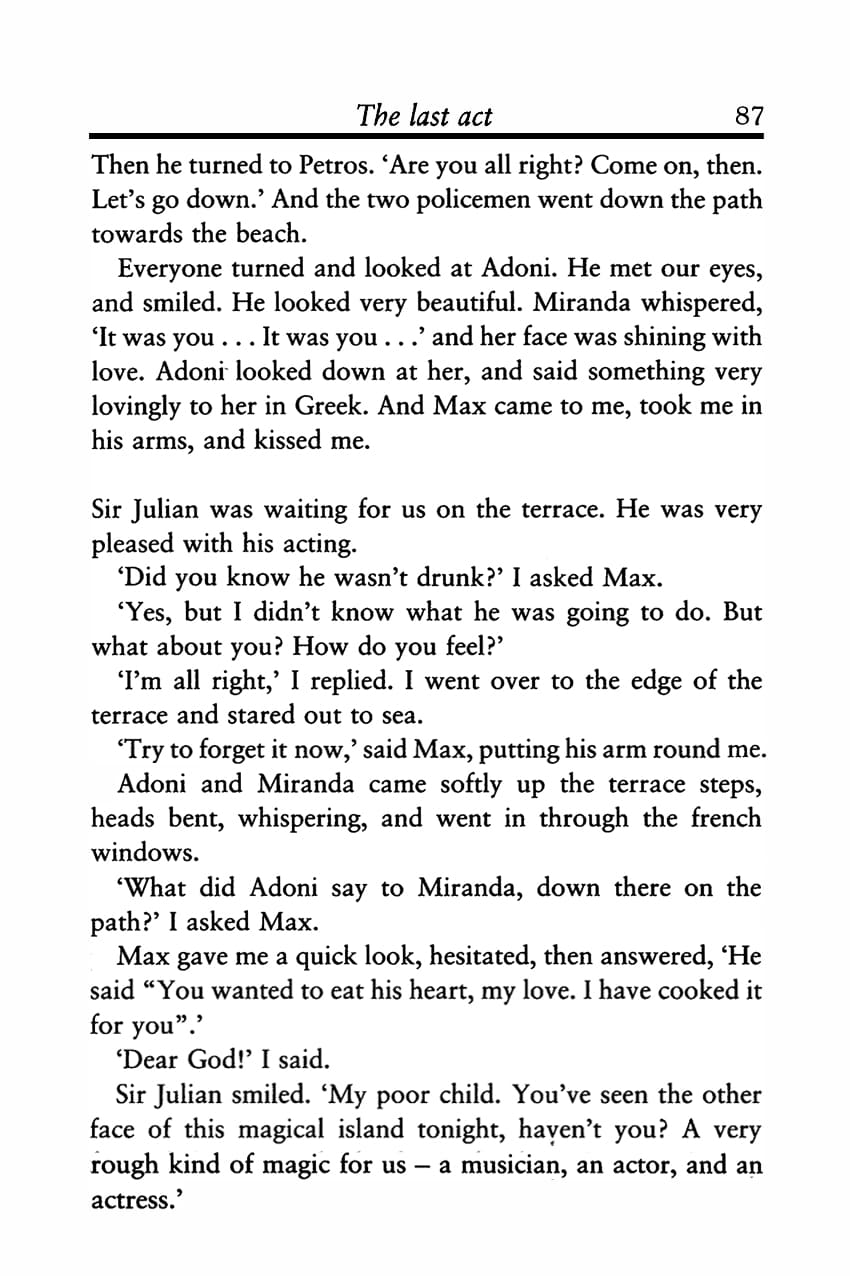 The last act 87
Then he turned to Petros. ‘Are you all right? Come on, then.
Let’s go down.’ And the two policemen went down the path
towards the beach.
Everyone turned and looked at Adoni. He met our eyes,
and smiled. He looked very beautiful. Miranda whispered,
‘It was you . . . It was you . . .’ and her face was shining with
love. Adoni looked down at her, and said something very
lovingly to her in Greek. And Max came to me, took me in
his arms, and kissed me.
Sir Julian was waiting for us on the terrace. He was very
pleased with his acting.
‘Did you know he wasn’t drunk?’ I asked Max.
‘Yes, but I didn’t know what he was going to do. But
what about you? How do you feel?’
‘I’m all right,’ I replied. I went over to the edge of the
terrace and stared out to sea.
‘Try to forget it now,’ said Max, putting his arm round me.
Adoni and Miranda came softly up the terrace steps,
heads bent, whispering, and went in through the french
windows.
‘What did Adoni say to Miranda, down there on the
path?’ I asked Max.
Max gave me a quick look, hesitated, then answered, ‘He
said “You wanted to eat his heart, my love. I have cooked it
for you”.’
‘Dear God!’ I said.
Sir Julian smiled. ‘My poor child. You’ve seen the other
face of this magical island tonight, haven’t you? A very
rough kind of magic for us – a musician, an actor, and an
actress.’